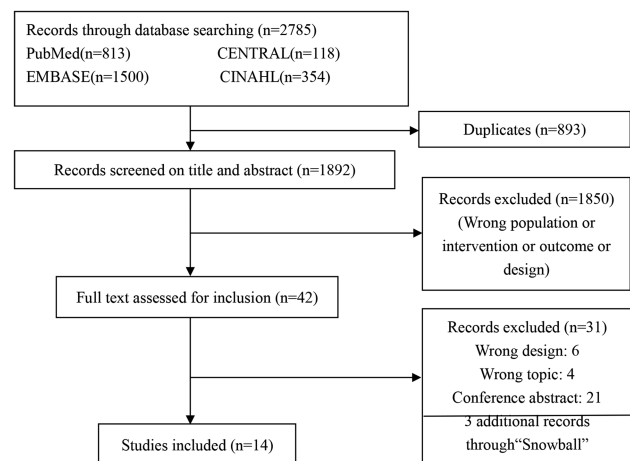 Records through database searching (n=2785)
PubMed(n=813) CENTRAL(n=118)
EMBASE(n=1500) CINAHL(n=354)
Duplicates (n=893)
Records screened on title and abstract (n=1892)
Records excluded (n=1850)
(Wrong population or
intervention or outcome or
design)
Full text assessed for inclusion (n=42)
Records excluded (n=31)
Wrong design: 6
Wrong topic: 4
Conference abstract: 21
3 additional records
through“Snowball”
Studies included (n=14)